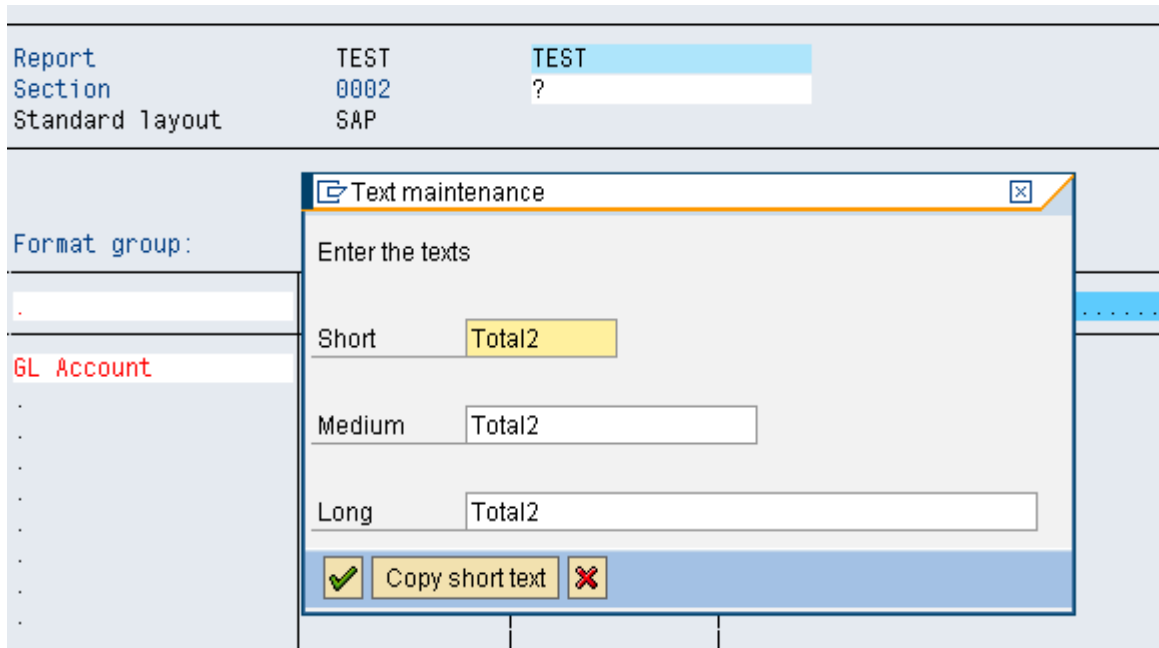 Report TEST TEST
Section 0002 ?
Standard layout SAP
Text maintenance
Format group:
Enter the texts
. ......
Short Total2
GL Account
.
Medium Total2
.
.
.
Long Total2
.
.
Copy short text
.
.